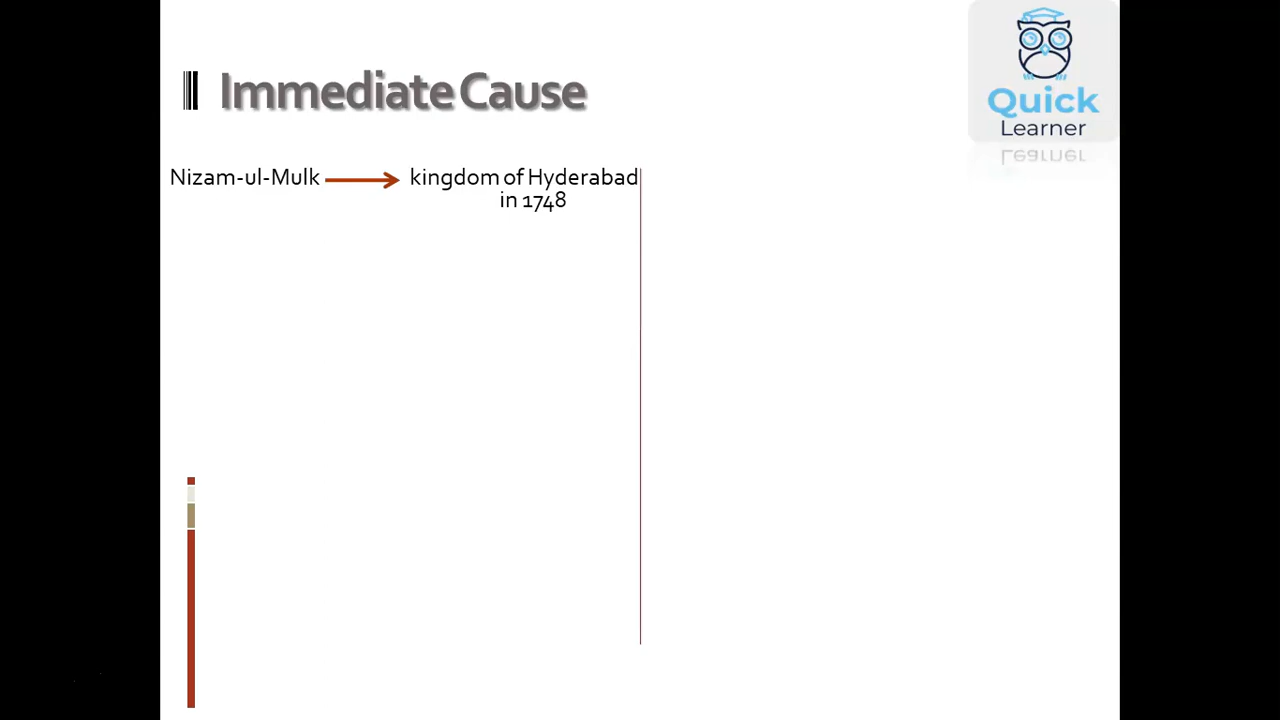 Immediate Cause
Quick
Learner
Nizam-ul-Mulk
kingdom of Hyderabad
in 1748